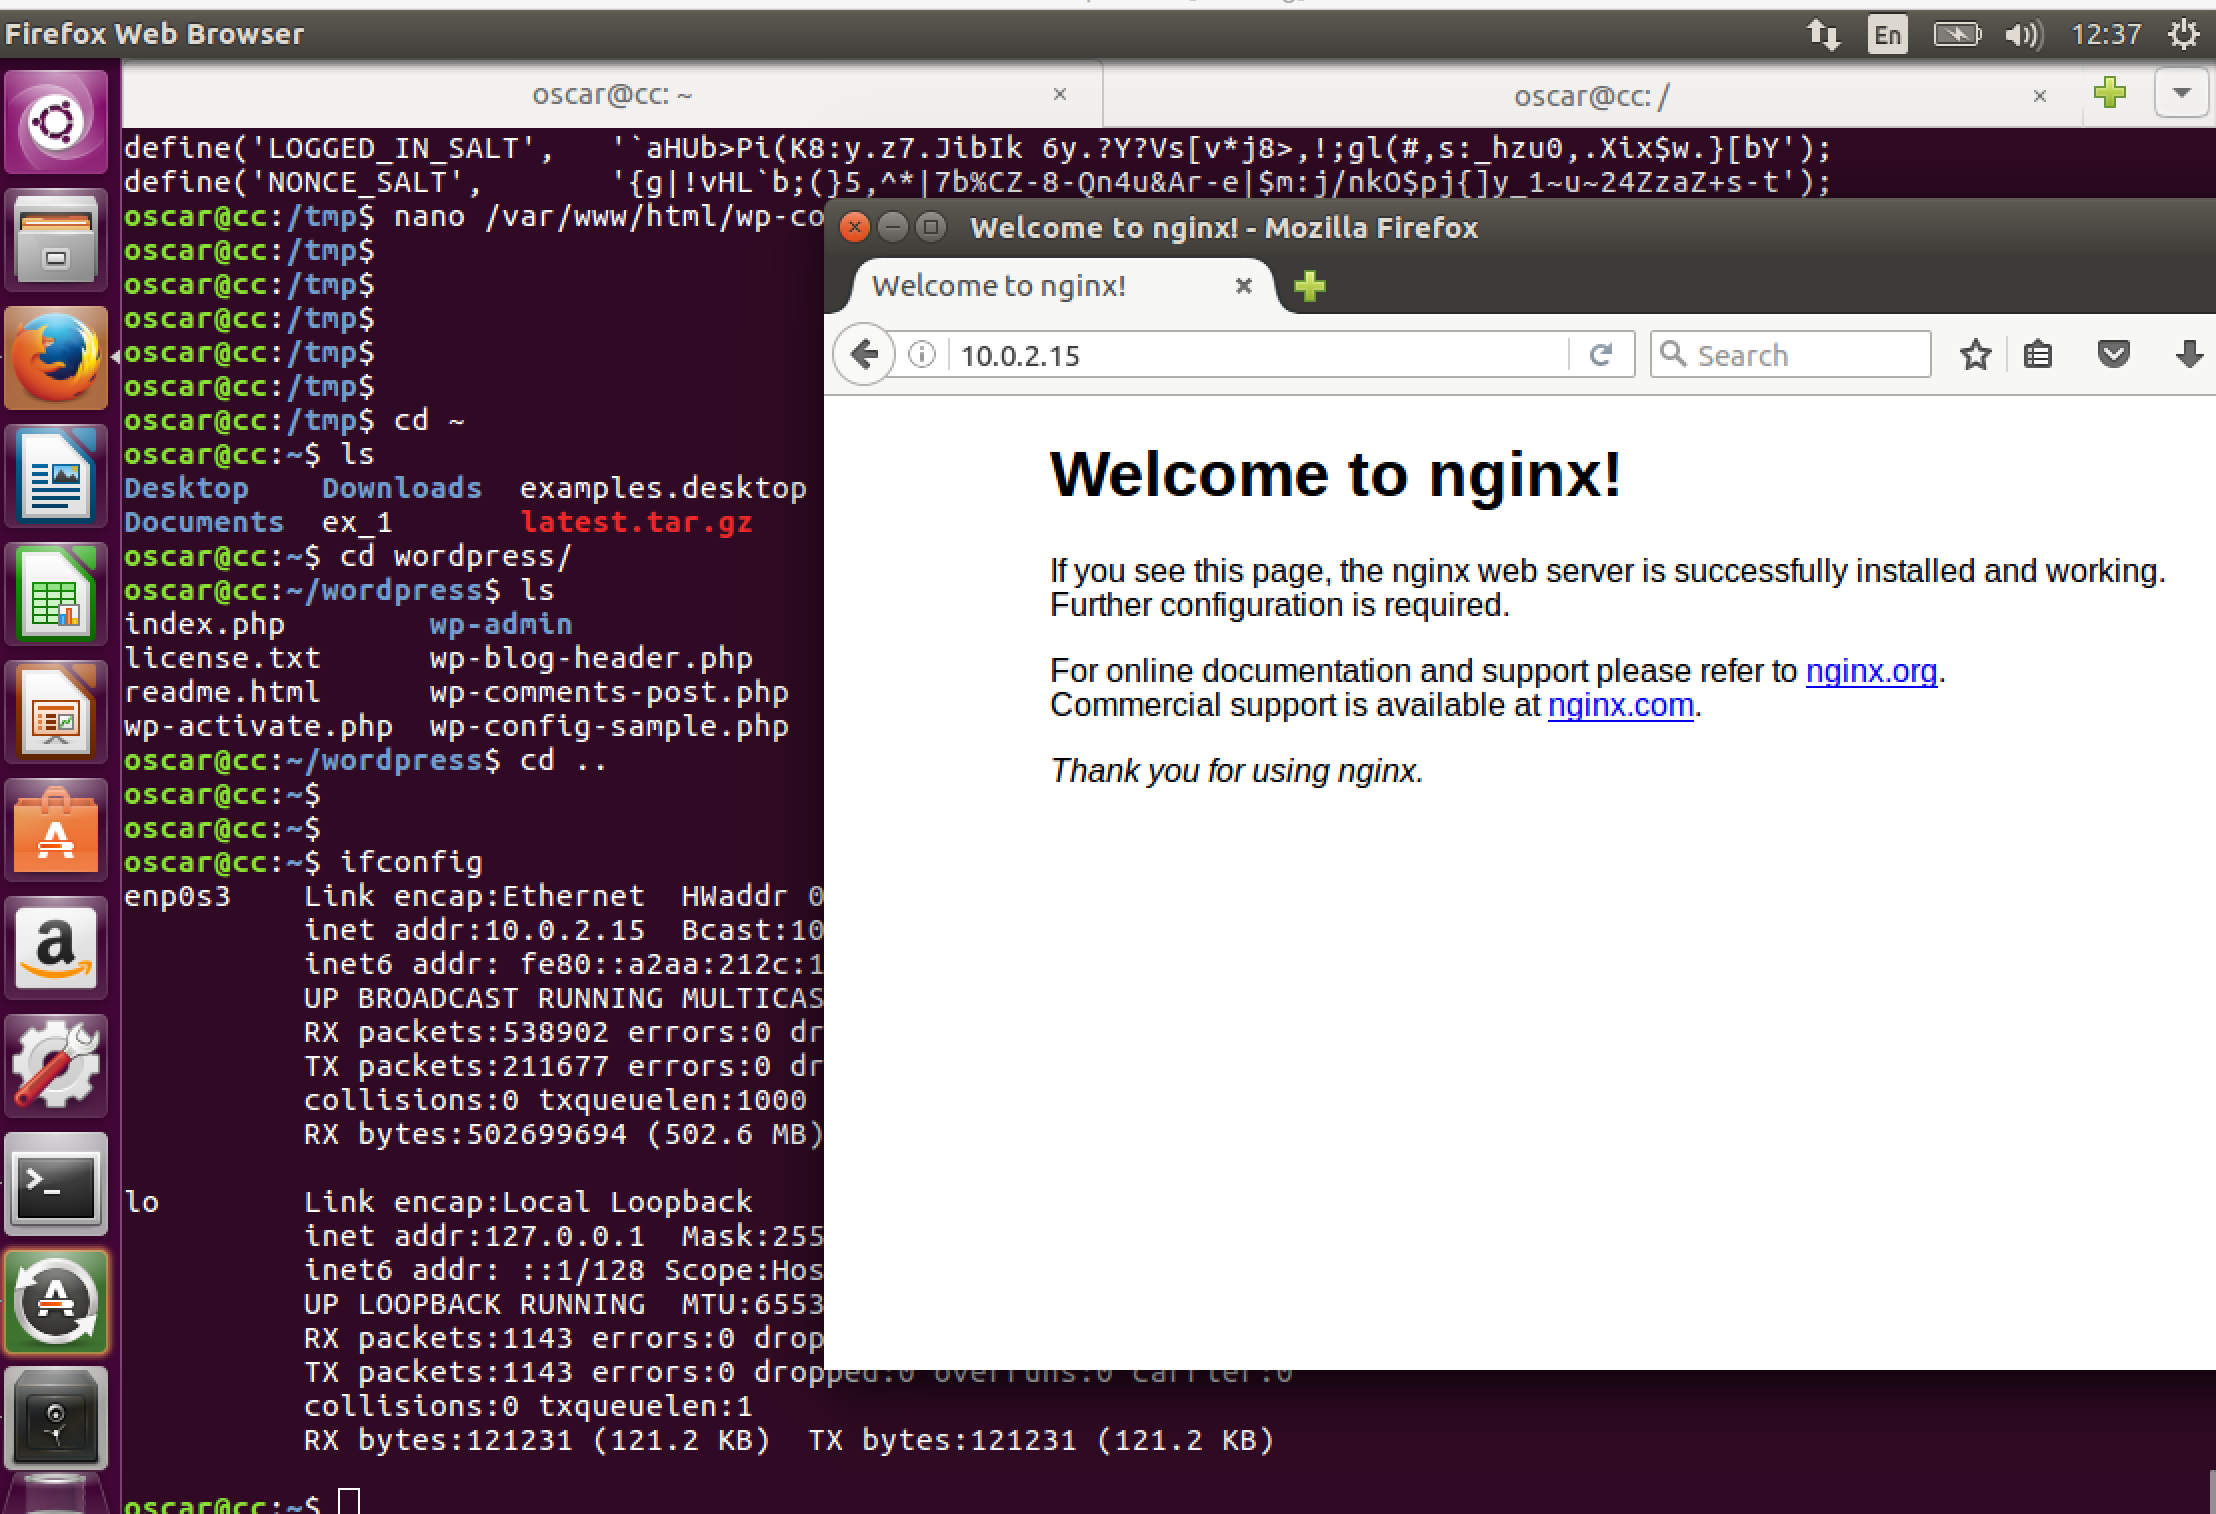 Firefox Web Browser
En
12:37
oscar@cc: ~
oscar@cc: /
define('LOGGED_IN_SALT',   '`aHUb>Pi(K8:y.z7.JibIk 6y.?Y?Vs[v*j8>,!;gl(#,s:_hzu0,.Xix$w.}[bY');
define('NONCE_SALT',       '{g|!vHL`b;(}5,^*|7b%CZ-8-Qn4u&Ar-e|$m:j/nkO$pj{]y_1~u~24ZzaZ+s-t');
oscar@cc:/tmp$ nano /var/www/html/wp-co
oscar@cc:/tmp$
oscar@cc:/tmp$
oscar@cc:/tmp$
oscar@cc:/tmp$
oscar@cc:/tmp$
oscar@cc:/tmp$ cd ~
oscar@cc:~$ ls
Desktop    Downloads  examples.desktop
Documents  ex_1       latest.tar.gz
oscar@cc:~$ cd wordpress/
oscar@cc:~/wordpress$ ls
index.php        wp-admin
license.txt      wp-blog-header.php
readme.html      wp-comments-post.php
wp-activate.php  wp-config-sample.php
oscar@cc:~/wordpress$ cd ..
oscar@cc:~$
oscar@cc:~$
oscar@cc:~$ ifconfig
enp0s3    Link encap:Ethernet  HWaddr 0
inet addr:10.0.2.15  Bcast:10
inet6 addr: fe80::a2aa:212c:1
UP BROADCAST RUNNING MULTICAS
RX packets:538902 errors:0 dr
TX packets:211677 errors:0 dr
collisions:0 txqueuelen:1000
RX bytes:502699694 (502.6 MB)
lo        Link encap:Local Loopback
inet addr:127.0.0.1  Mask:255
inet6 addr: ::1/128 Scope:Hos
UP LOOPBACK RUNNING  MTU:6553
RX packets:1143 errors:0 drop
TX packets:1143 errors:0 dropped:0 overruns:0 carrier:0
collisions:0 txqueuelen:1
RX bytes:121231 (121.2 KB)  TX bytes:121231 (121.2 KB)
oscar@cc:~$
Welcome to nginx! - Mozilla Firefox
Welcome to nginx!
10.0.2.15
Search
Welcome to nginx!
If you see this page, the nginx web server is successfully installed and working.
Further configuration is required.
For online documentation and support please refer to nginx.org.
Commercial support is available at nginx.com.
Thank you for using nginx.